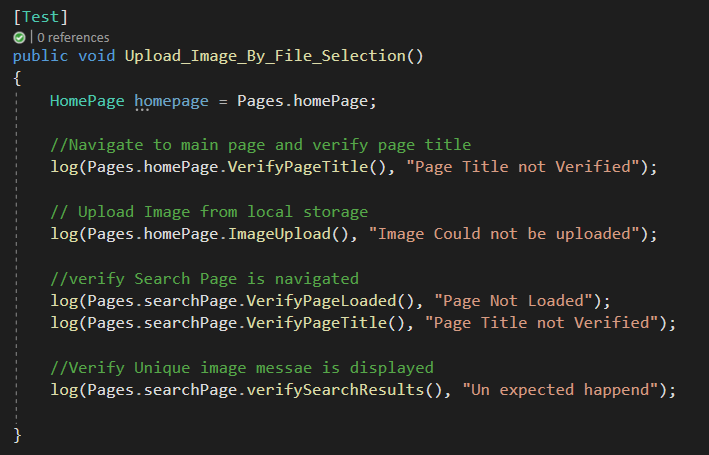 [Test]
| 0 references
public void Upload_Image_By_File_Selection()
{
HomePage homepage = Pages.homePage;
//Navigate to main page and verify page title
log(Pages.homePage.VerifyPageTitle(), "Page Title not Verified");
// Upload Image from local storage
log(Pages.homePage.ImageUpload(), "Image Could not be uploaded");
//verify Search Page is navigated
log(Pages.searchPage.VerifyPageLoaded(), "Page Not Loaded");
log(Pages.searchPage.VerifyPageTitle(), "Page Title not Verified");
//Verify Unique image messae is displayed
log(Pages.searchPage.verifySearchResults(), "Un expected happend");
}